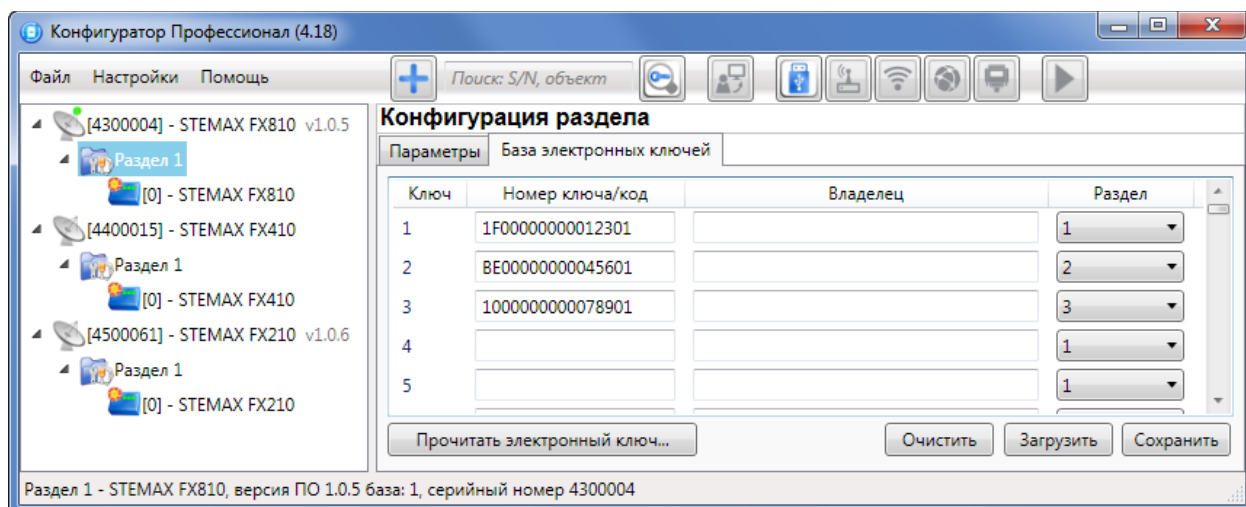 Конфигуратор Профессионал (4.18)
Файл Настройки Помощь
Поиск: S/N, объект
[4300004] - STEMAX FX810 v1.0.5
Раздел 1
[0] - STEMAX FX810
[4400015] - STEMAX FX410
Раздел 1
[0] - STEMAX FX410
[4500061] - STEMAX FX210 v1.0.6
Раздел 1
[0] - STEMAX FX210
Конфигурация раздела
Параметры База электронных ключей
Ключ Номер ключа/код Владелец Раздел
1 1F00000000012301 1
2 BE00000000045601 2
3 1000000000078901 3
4 1
5 1
Прочитать электронный ключ... Очистить Загрузить Сохранить
Раздел 1 - STEMAX FX810, версия ПО 1.0.5 база: 1, серийный номер 4300004